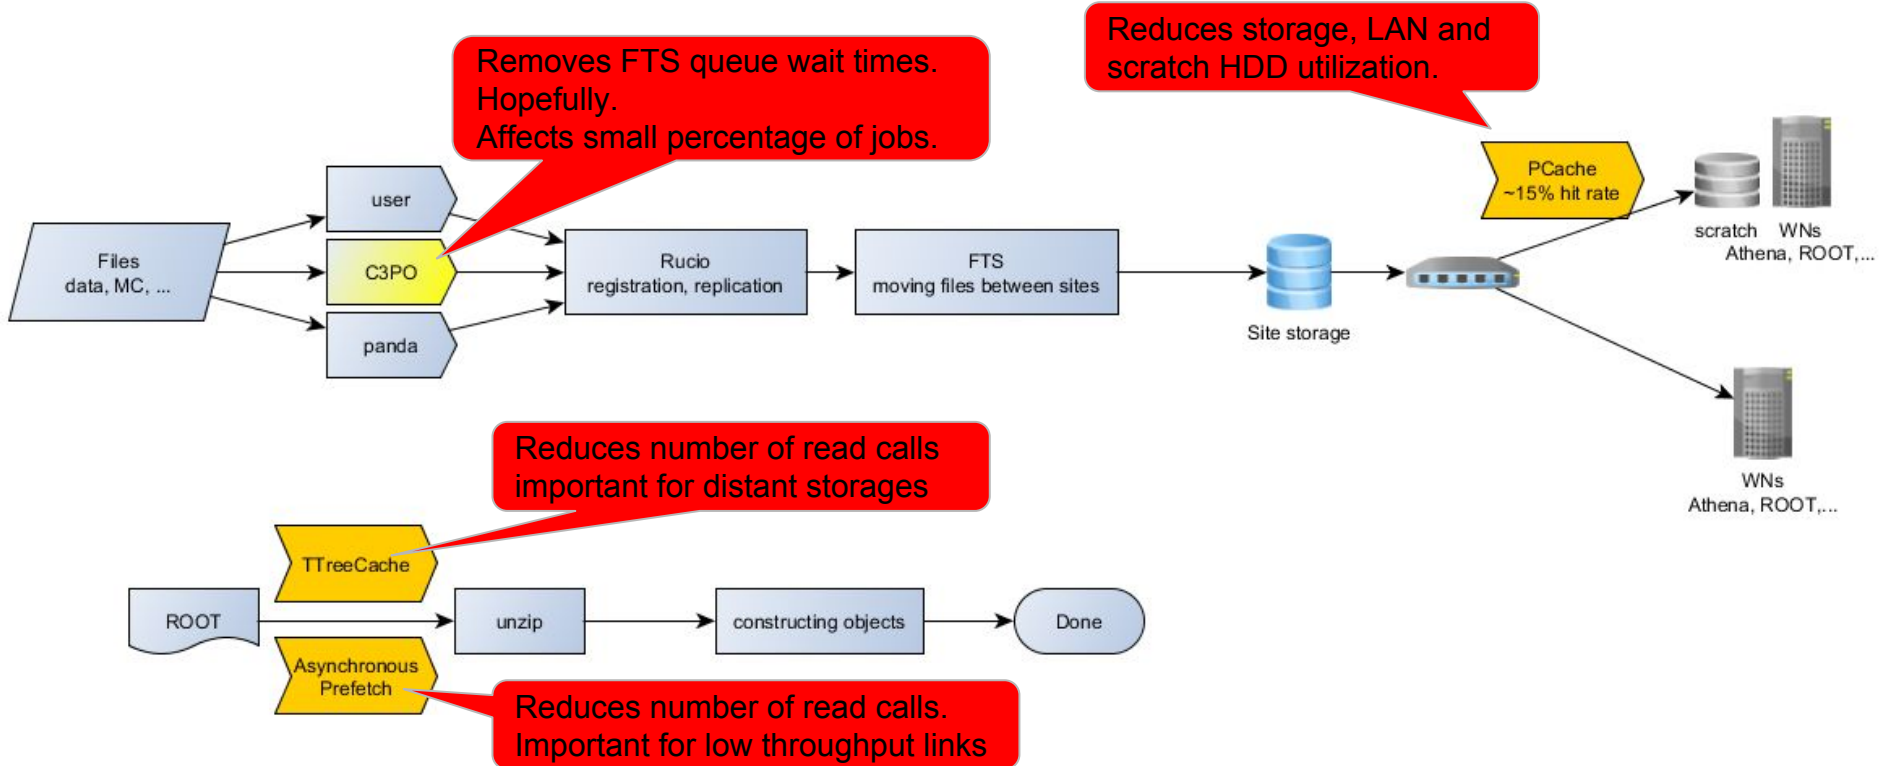 Reduces storage, LAN and
scratch HDD utilization.
Removes FTS queue wait times.
Hopefully.
Affects small percentage of jobs.
PCache
~15% hit rate
user
scratch
WNs
Athena, ROOT,...
Files
data, MC, ...
C3PO
Rucio
registration, replication
FTS
moving files between sites
Site storage
panda
WNs
Athena, ROOT,...
Reduces number of read calls
important for distant storages
TTreeCache
ROOT
unzip
constructing objects
Done
Asynchronous
Prefetch
Reduces number of read calls.
Important for low throughput links